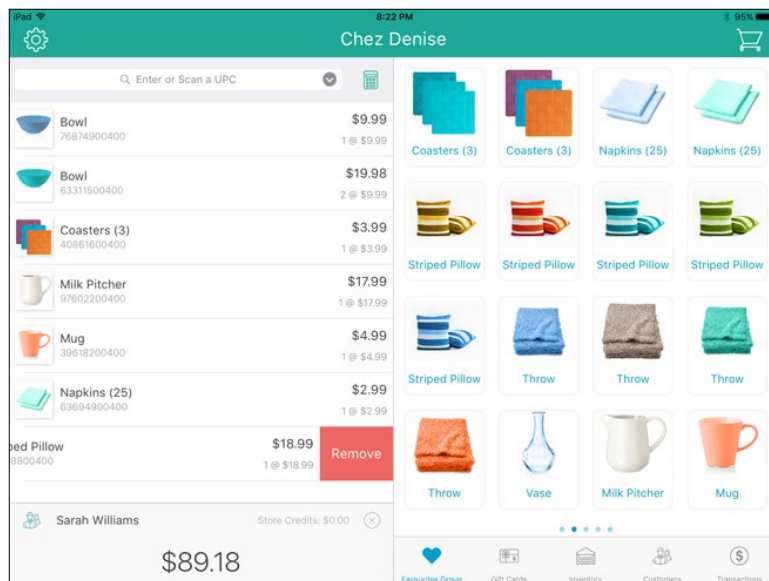 iPad 8:22 PM 95%
Chez Denise
Enter or Scan a UPC
Bowl $9.99
76874900400 1 @ $9.99
Bowl $19.98
63311500400 2 @ $9.99
Coasters (3) $3.99
40861600400 1 @ $3.99
Milk Pitcher $17.99
97602200400 1 @ $17.99
Mug $4.99
39618200400 1 @ $4.99
Napkins (25) $2.99
63694900400 1 @ $2.99
ped Pillow $18.99
8800400 1 @ $18.99
Remove
Sarah Williams Store Credits: $0.00
$89.18
Coasters (3) Coasters (3) Napkins (25) Napkins (25)
Striped Pillow Striped Pillow Striped Pillow Striped Pillow
Striped Pillow Throw Throw Throw
Throw Vase Milk Pitcher Mug
Favourites Group Gift Cards Inventory Customers Transactions